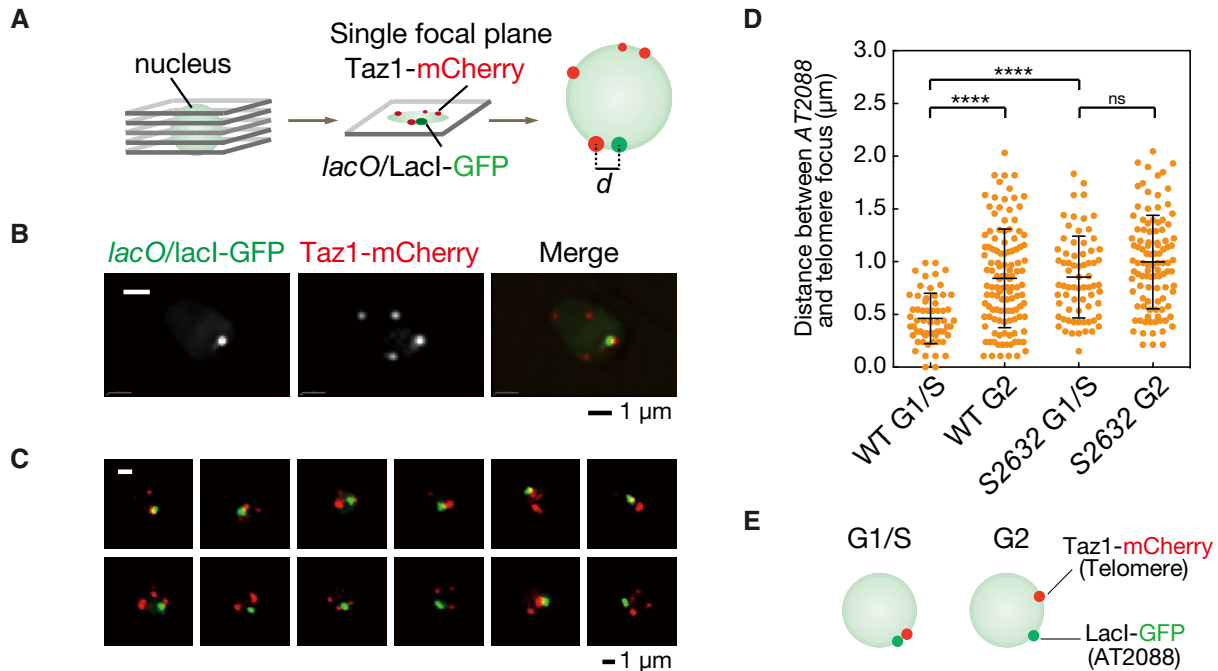 A
nucleus
Single focal plane
Taz1-mCherry
lacO/LacI-GFP
d
B
lacO/lacI-GFP
Taz1-mCherry
Merge
1 μm
C
1 μm
D
Distance between AT2088
and telomere focus (μm)
3.0
2.5
2.0
1.5
1.0
0.5
0.0
****
****
ns
WT G1/S
WT G2
S2632 G1/S
S2632 G2
E
G1/S
G2
Taz1-mCherry
(Telomere)
LacI-GFP
(AT2088)